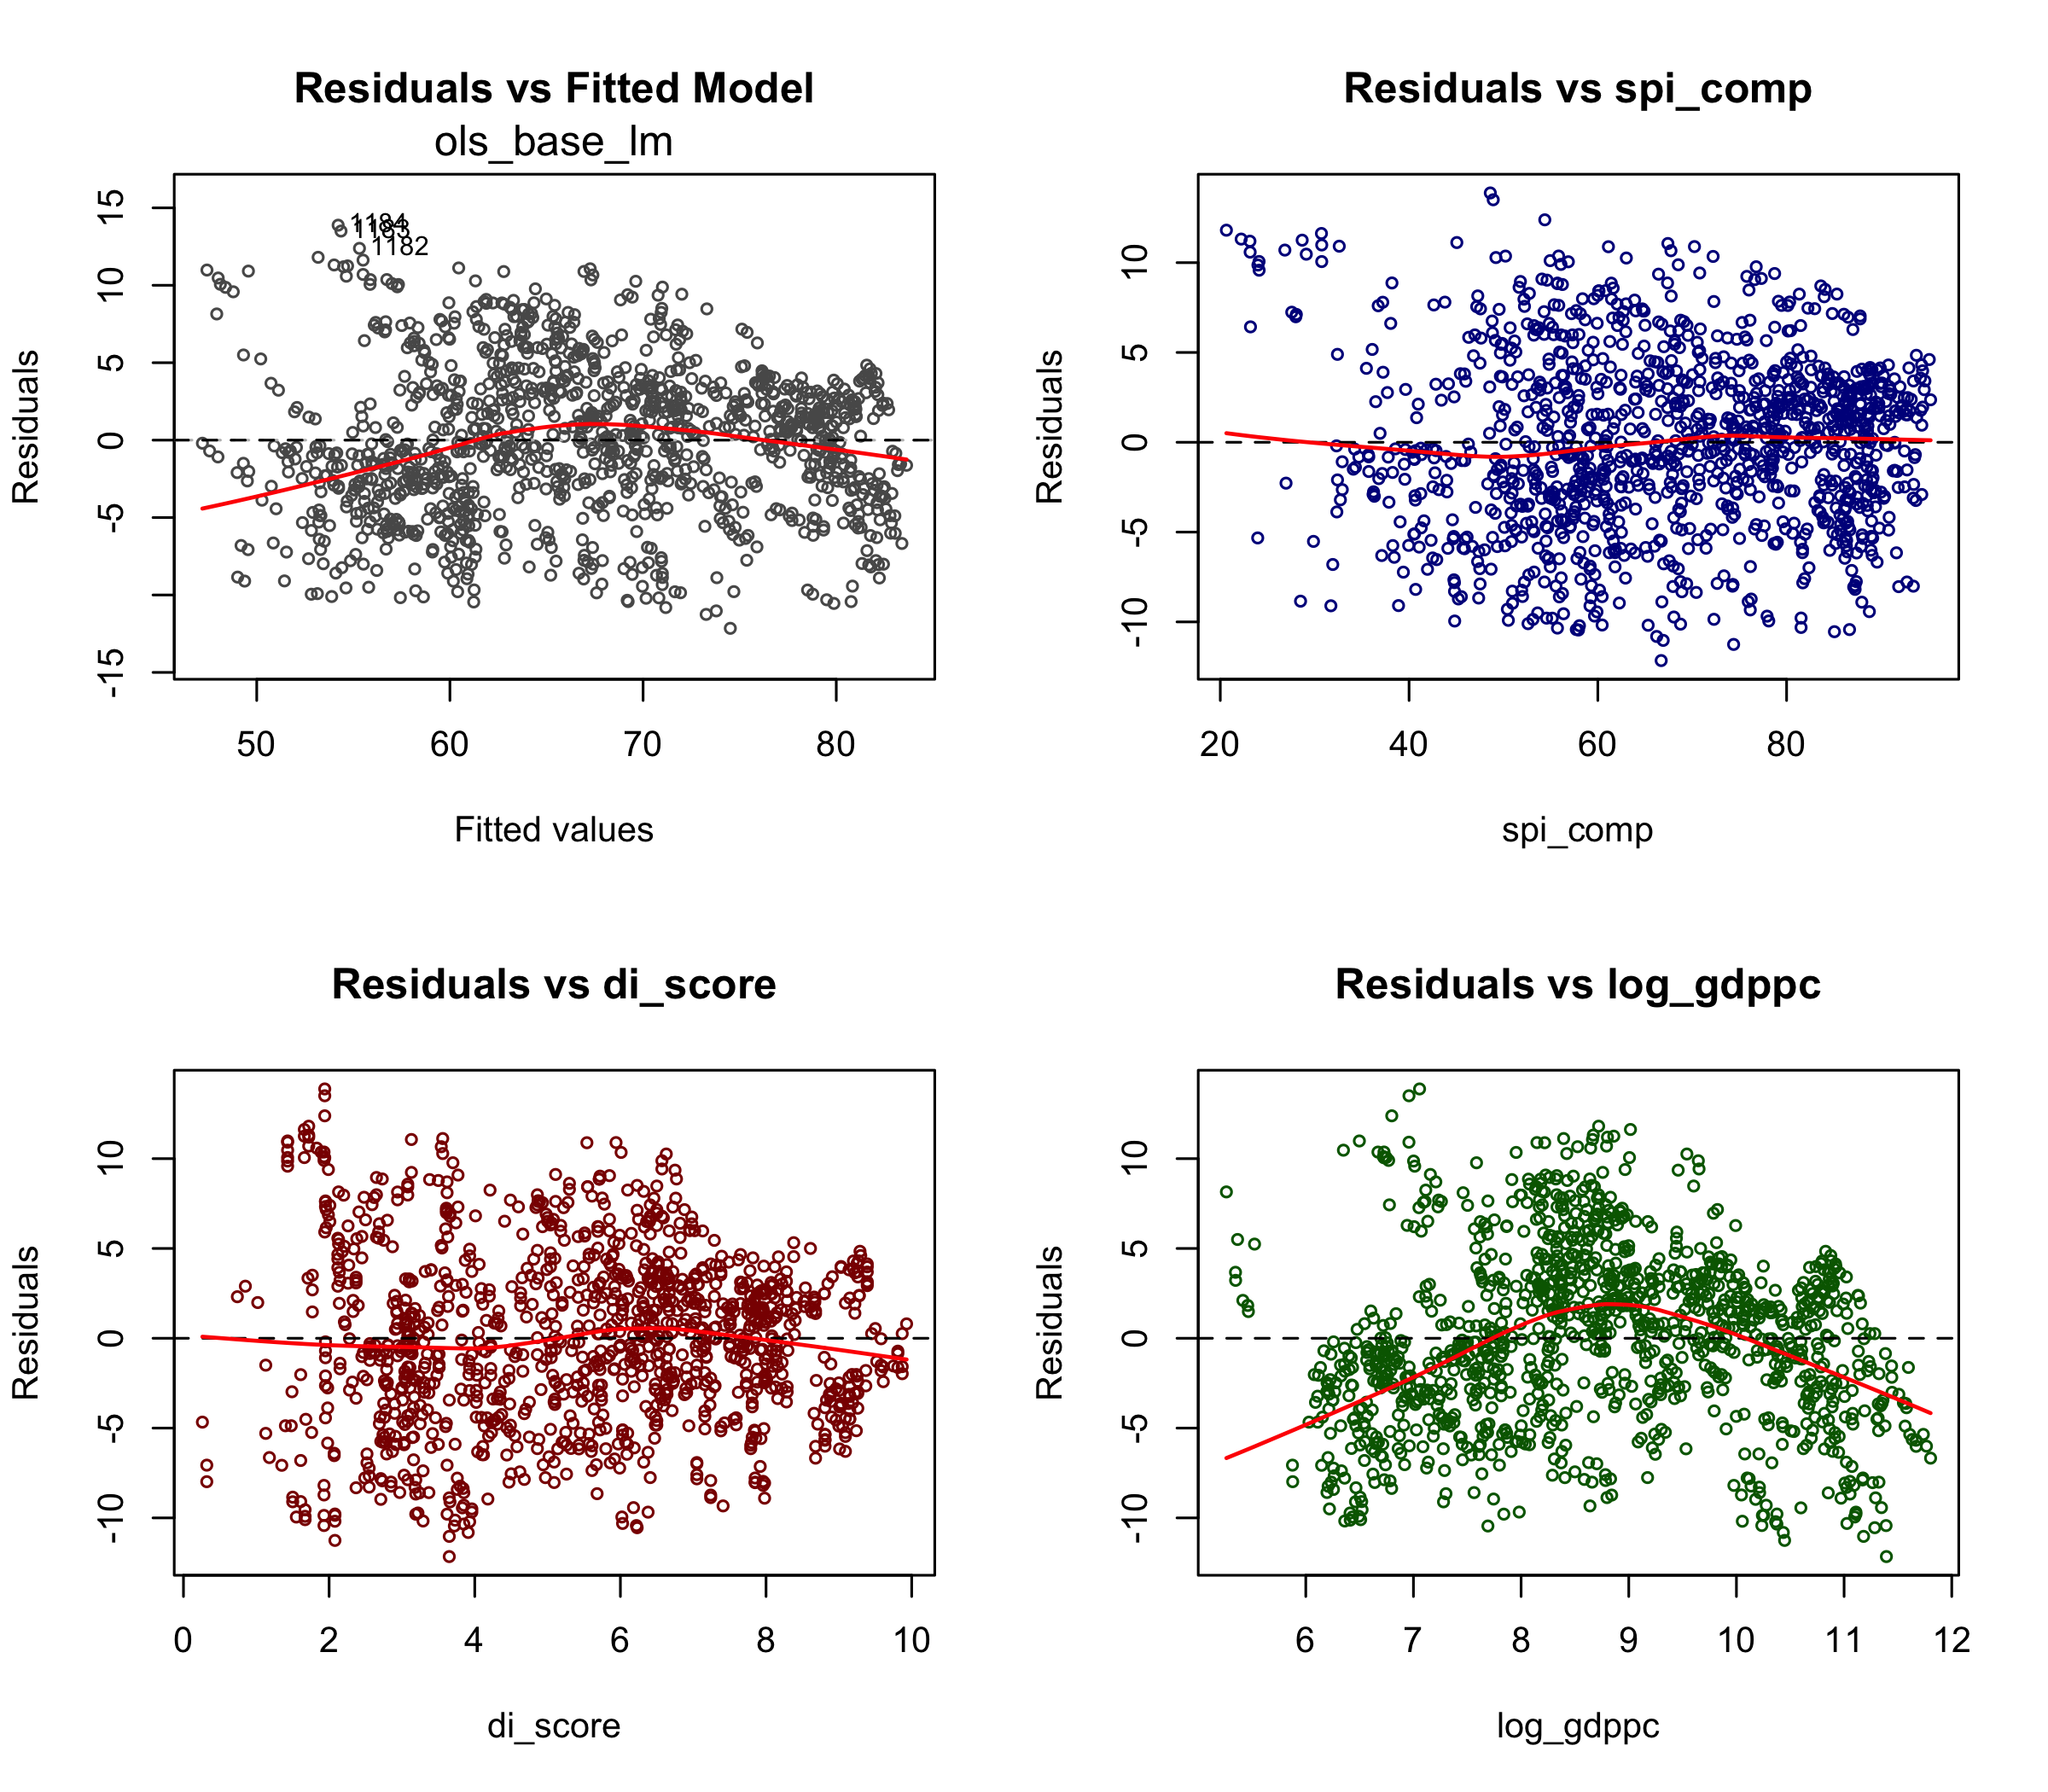 Residuals vs Fitted Model
ols_base_lm
Residuals
15
10
5
0
-5
-15
1184
1183
1182
50 60 70 80
Fitted values
Residuals vs spi_comp
Residuals
10
5
0
-5
-10
20 40 60 80
spi_comp
Residuals vs di_score
Residuals
10
5
0
-5
-10
0 2 4 6 8 10
di_score
Residuals vs log_gdppc
Residuals
10
5
0
-5
-10
6 7 8 9 10 11 12
log_gdppc